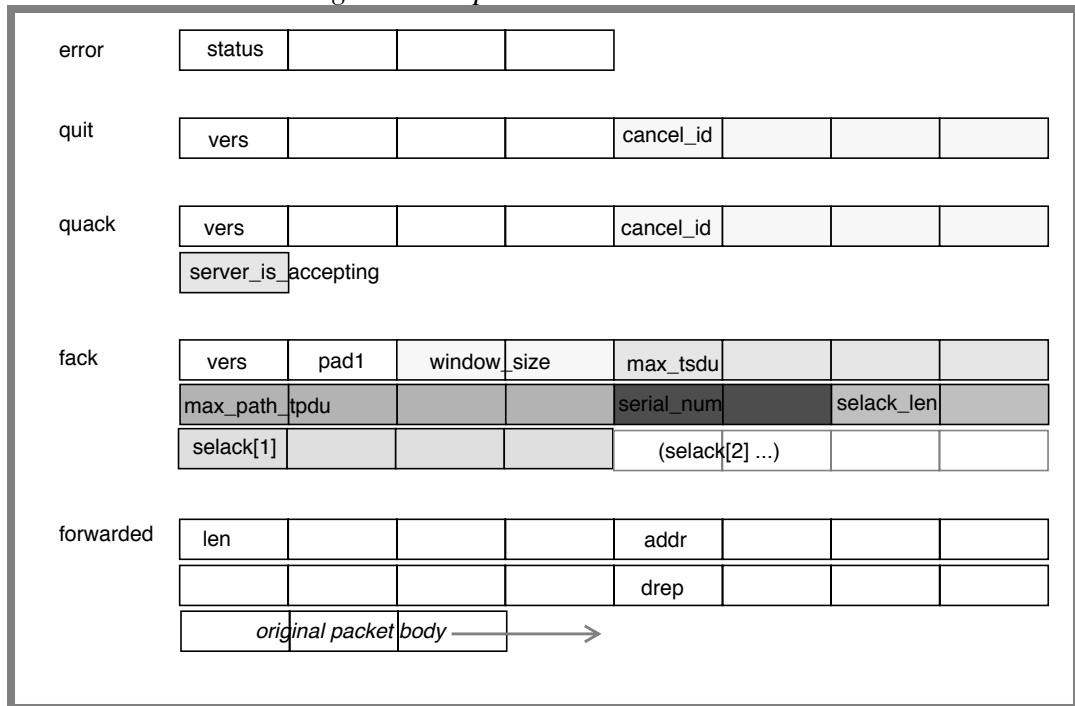 error status
quit vers cancel_id
quack vers cancel_id
server_is_accepting
fack vers pad1 window_size max_tsdu
max_path_tpdu serial_num selack_len
selack[1] (selack[2] ...)
forwarded len addr
drep
original packet body